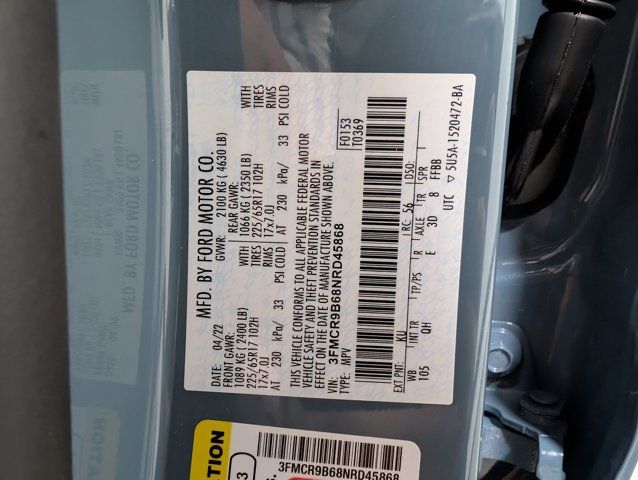 MFD. BY FORD MOTOR CO.
DATE: 04/22 GVWR: 2100 KG ( 4630 LB)
FRONT GAWR: REAR GAWR:
1089 KG ( 2400 LB) WITH 1066 KG ( 2350 LB) WITH
225/65R17 102H TIRES 225/65R17 102H TIRES
17x7.0J RIMS 17x7.0J RIMS
AT 230 kPa/ 33 PSI COLD AT 230 kPa/ 33 PSI COLD
THIS VEHICLE CONFORMS TO ALL APPLICABLE FEDERAL MOTOR
VEHICLE SAFETY AND THEFT PREVENTION STANDARDS IN
EFFECT ON THE DATE OF MANUFACTURE SHOWN ABOVE.
VIN: 3FMCR9B68NRD45868
TYPE: MPV
F0153
T0369
EXT PNT: KU RC: 56 DSO:
WB INT TR TP/PS R AXLE TR SPR
105 QH E 3D 8 FFBB
UTC ▽ 5U5A-1520472-BA
3FMCR9B68NRD45868